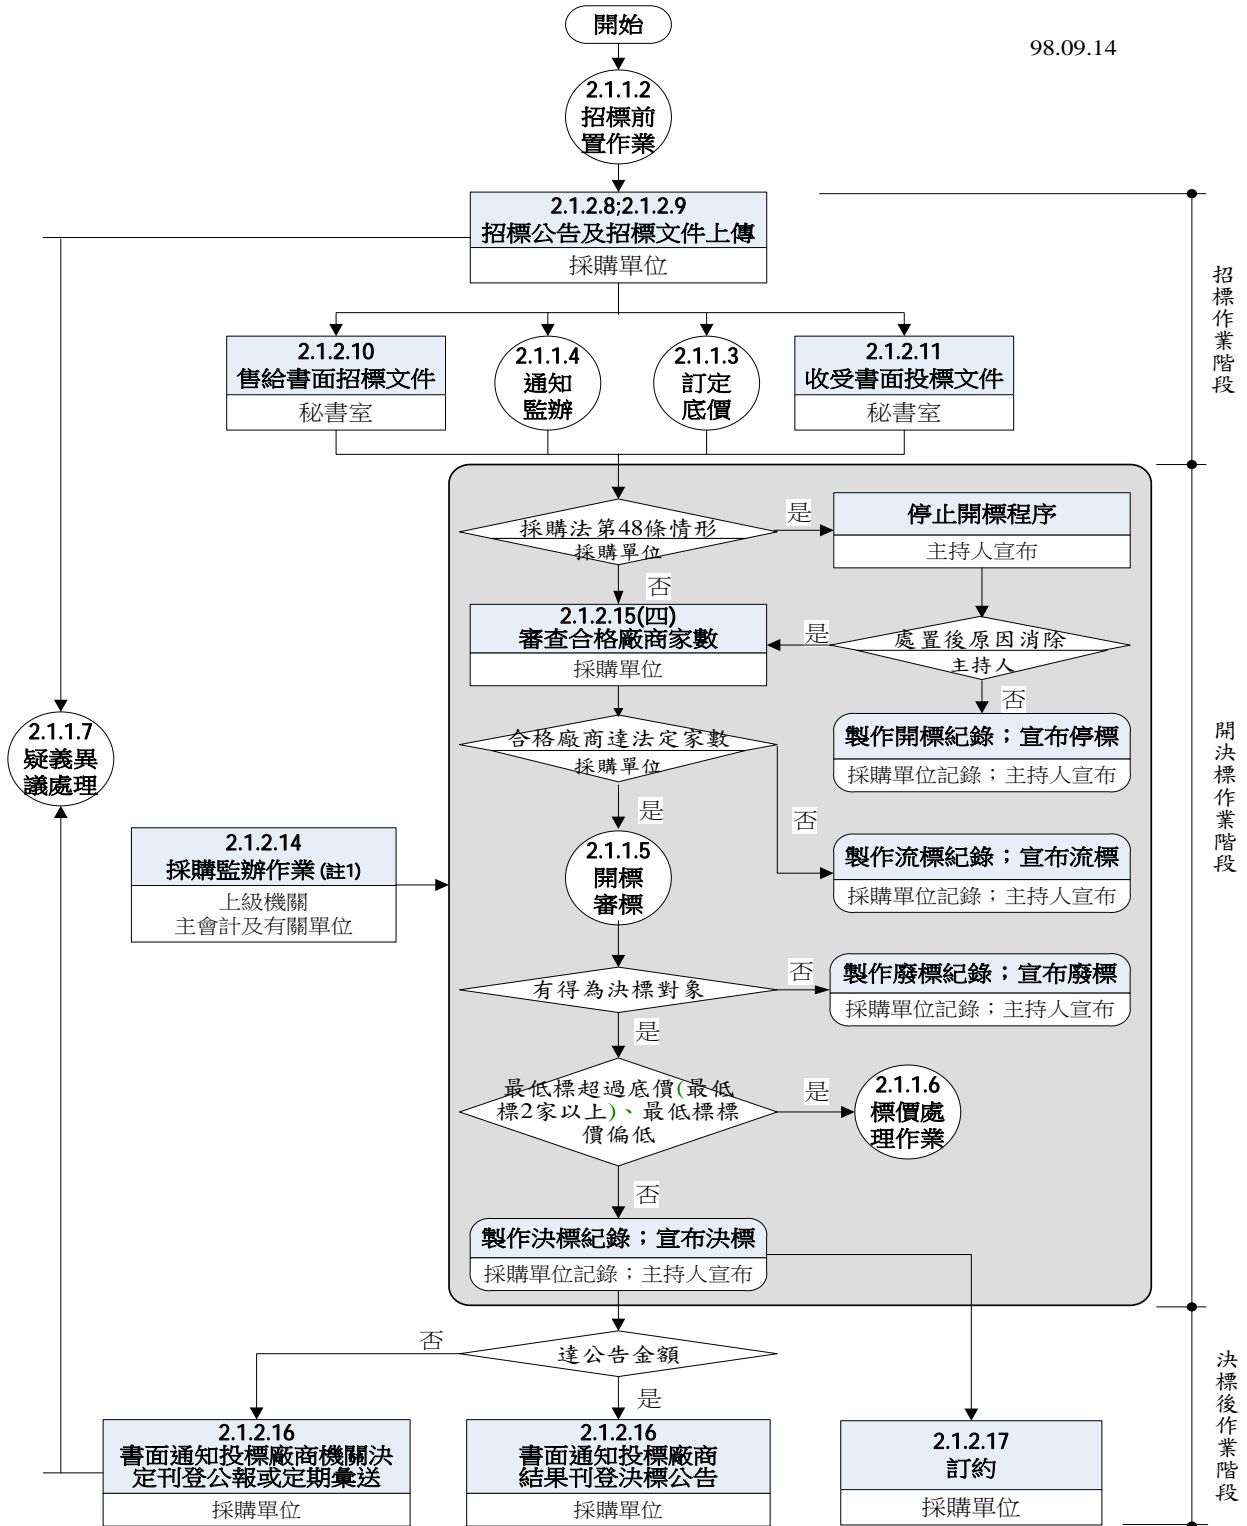 開始
98.09.14
2.1.1.2
招標前
置作業
2.1.2.8;2.1.2.9
招標公告及招標文件上傳
採購單位
招標作業階段
2.1.2.10
售給書面招標文件
秘書室
2.1.1.4
通知
監辦
2.1.1.3
訂定
底價
2.1.2.11
收受書面投標文件
秘書室
採購法第48條情形
採購單位
是
停止開標程序
主持人宣布
否
2.1.2.15(四)
審查合格廠商家數
採購單位
是
處置後原因消除
主持人
否
2.1.1.7
疑義異
議處理
合格廠商達法定家數
採購單位
製作開標紀錄；宣布停標
採購單位記錄；主持人宣布
開決標作業階段
是
否
2.1.2.14
採購監辦作業(註1)
上級機關
主會計及有關單位
2.1.1.5
開標
審標
製作流標紀錄；宣布流標
採購單位記錄；主持人宣布
有得為決標對象
否
製作廢標紀錄；宣布廢標
採購單位記錄；主持人宣布
是
最低標超過底價(最低
標2家以上)、最低標標
價偏低
是
2.1.1.6
標價處
理作業
否
製作決標紀錄；宣布決標
採購單位記錄；主持人宣布
達公告金額
否
是
決標後作業階段
2.1.2.16
書面通知投標廠商機關決
定刊登公報或定期彙送
採購單位
2.1.2.16
書面通知投標廠商
結果刊登決標公告
採購單位
2.1.2.17
訂約
採購單位